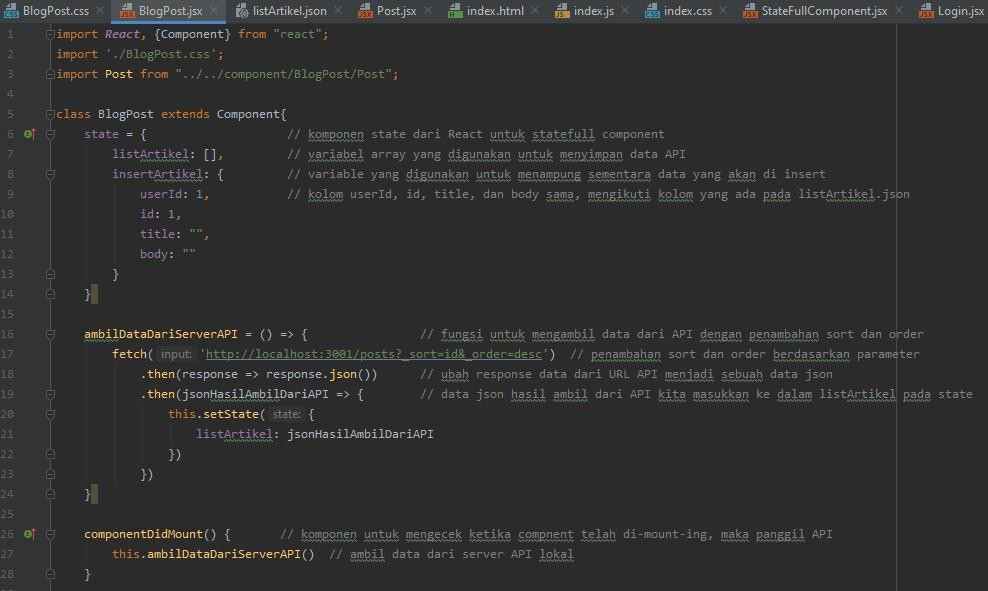 BlogPost.css × BlogPost.jsx × listArtikel.json × Post.jsx × index.html × index.js × index.css × StateFullComponent.jsx × Login.jsx
1 import React, {Component} from "react";
2 import './BlogPost.css';
3 import Post from "../../component/BlogPost/Post";
4
5 class BlogPost extends Component{
6 state = { // komponen state dari React untuk statefull component
7 listArtikel: [], // variabel array yang digunakan untuk menyimpan data API
8 insertArtikel: { // variable yang digunakan untuk menampung sementara data yang akan di insert
9 userId: 1, // kolom userId, id, title, dan body sama, mengikuti kolom yang ada pada listArtikel.json
10 id: 1,
11 title: "",
12 body: ""
13 }
14 }
15
16 ambilDataDariServerAPI = () => { // fungsi untuk mengambil data dari API dengan penambahan sort dan order
17 fetch( input: 'http://localhost:3001/posts?_sort=id&_order=desc') // penambahan sort dan order berdasarkan parameter
18 .then(response => response.json()) // ubah response data dari URL API menjadi sebuah data json
19 .then(jsonHasilAmbilDariAPI => { // data json hasil ambil dari API kita masukkan ke dalam listArtikel pada state
20 this.setState( state: {
21 listArtikel: jsonHasilAmbilDariAPI
22 })
23 })
24 }
25
26 componentDidMount() { // komponen untuk mengecek ketika compnent telah di-mount-ing, maka panggil API
27 this.ambilDataDariServerAPI() // ambil data dari server API lokal
28 }